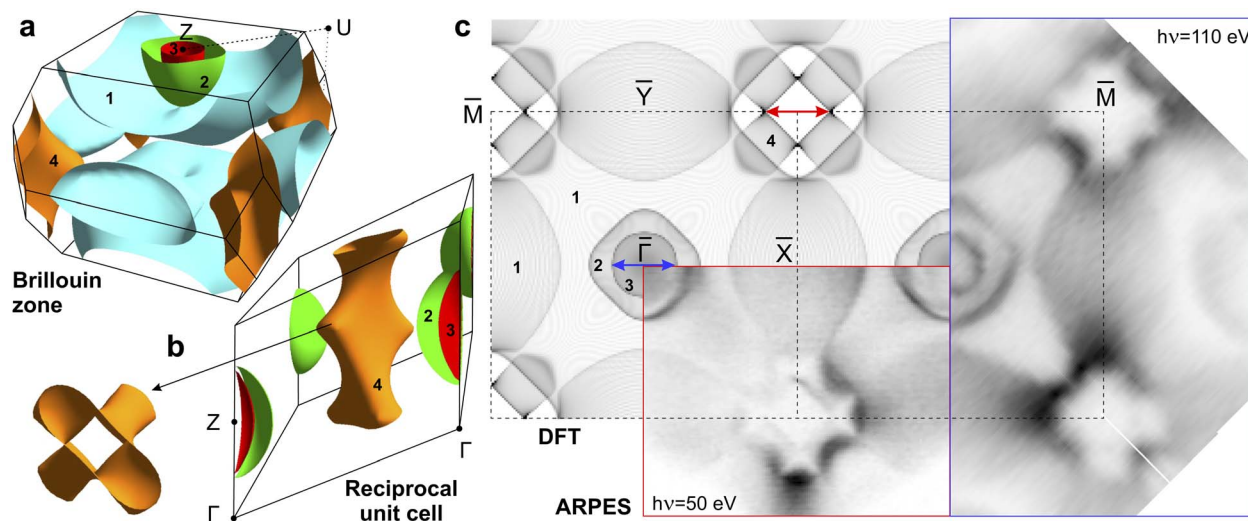 a
Z
U
3
2
1
4
Brillouin
zone
b
2
3
4
Z
Γ
Γ
Reciprocal
unit cell
c
hν=110 eV
M̅
Y̅
M̅
4
1
1
2
Γ̅
3
X̅
DFT
ARPES
hν=50 eV